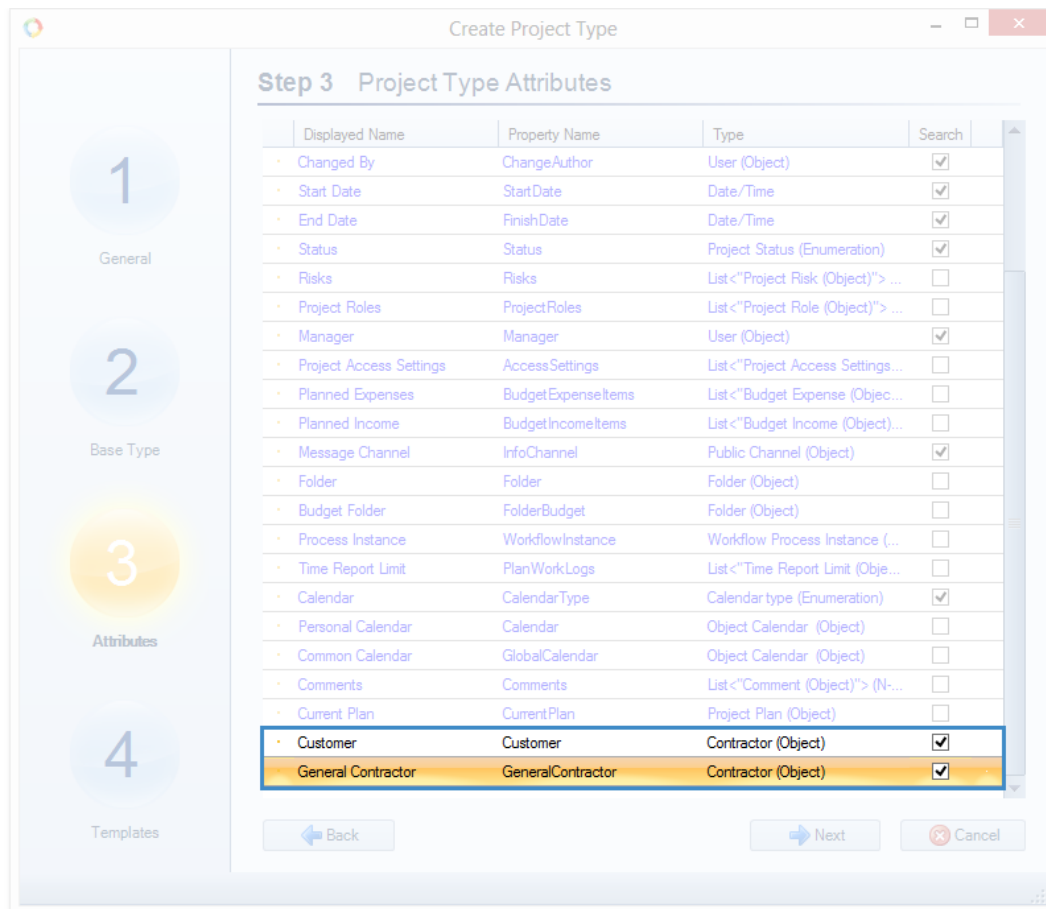 Create Project Type
Step 3 Project Type Attributes
Displayed Name Property Name Type Search
Changed By ChangeAuthor User (Object)
Start Date StartDate Date/Time
End Date FinishDate Date/Time
Status Status Project Status (Enumeration)
Risks Risks List<"Project Risk (Object)"> ...
Project Roles ProjectRoles List<"Project Role (Object)"> ...
Manager Manager User (Object)
Project Access Settings AccessSettings List<"Project Access Settings...
Planned Expenses BudgetExpenseItems List<"Budget Expense (Objec...
Planned Income BudgetIncomeItems List<"Budget Income (Object)...
Message Channel InfoChannel Public Channel (Object)
Folder Folder Folder (Object)
Budget Folder FolderBudget Folder (Object)
Process Instance WorkflowInstance Workflow Process Instance (...
Time Report Limit PlanWorkLogs List<"Time Report Limit (Obje...
Calendar CalendarType Calendar type (Enumeration)
Personal Calendar Calendar Object Calendar (Object)
Common Calendar GlobalCalendar Object Calendar (Object)
Comments Comments List<"Comment (Object)"> (N-...
Current Plan CurrentPlan Project Plan (Object)
Customer Customer Contractor (Object)
General Contractor GeneralContractor Contractor (Object)
1
General
2
Base Type
3
Attributes
4
Templates
Back Next Cancel